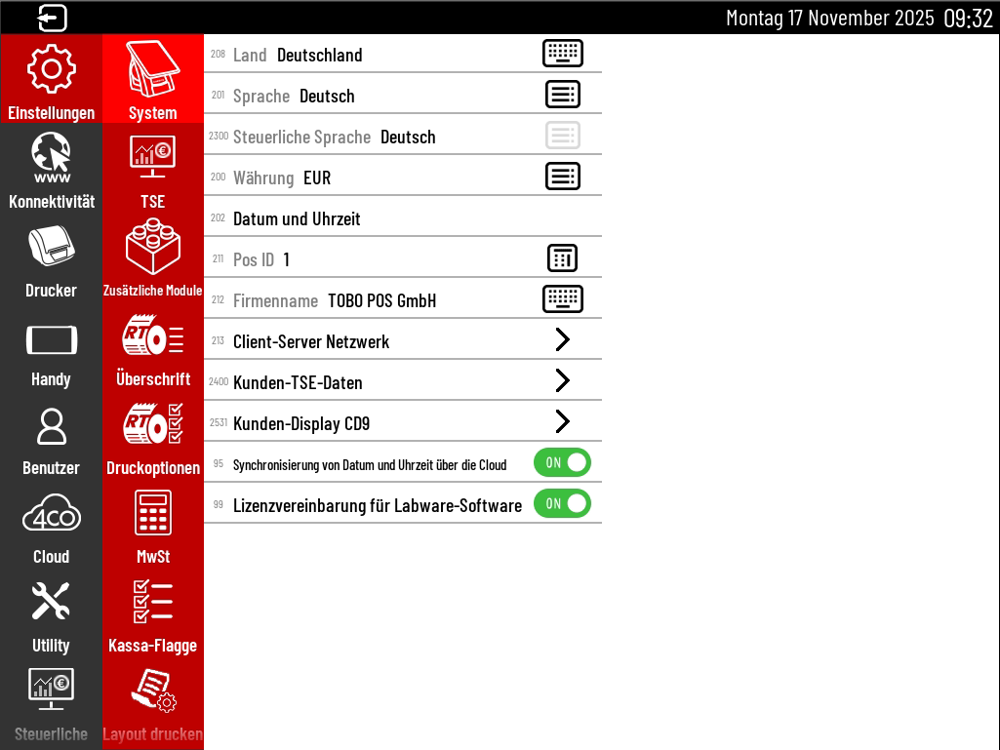 Montag 17 November 2025 09:32
Einstellungen
Konnektivität
Drucker
Handy
Benutzer
Cloud
Utility
Steuerliche
WWW
4CO
System
TSE
Zusätzliche Module
Überschrift
Druckoptionen
MwSt
Kassa-Flagge
Layout drucken
€
RT
RT
€
208 Land Deutschland
201 Sprache Deutsch
2300 Steuerliche Sprache Deutsch
200 Währung EUR
202 Datum und Uhrzeit
211 Pos ID 1
212 Firmenname TOBO POS GmbH
213 Client-Server Netzwerk
2400 Kunden-TSE-Daten
2531 Kunden-Display CD9
95 Synchronisierung von Datum und Uhrzeit über die Cloud ON
99 Lizenzvereinbarung für Labware-Software ON